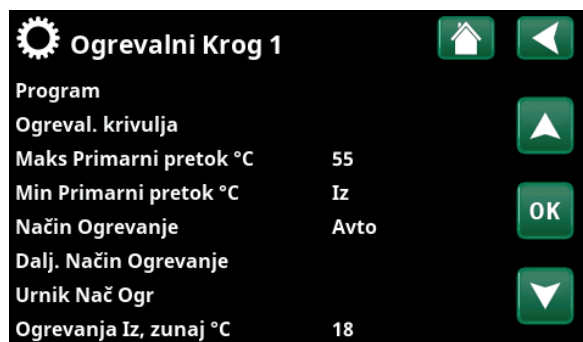 Ogrevalni Krog 1
Program
Ogreval. krivulja
Maks Primarni pretok °C 55
Min Primarni pretok °C Iz
Način Ogrevanje Avto
OK
Dalj. Način Ogrevanje
Urnik Nač Ogr
Ogrevanja Iz, zunaj °C 18